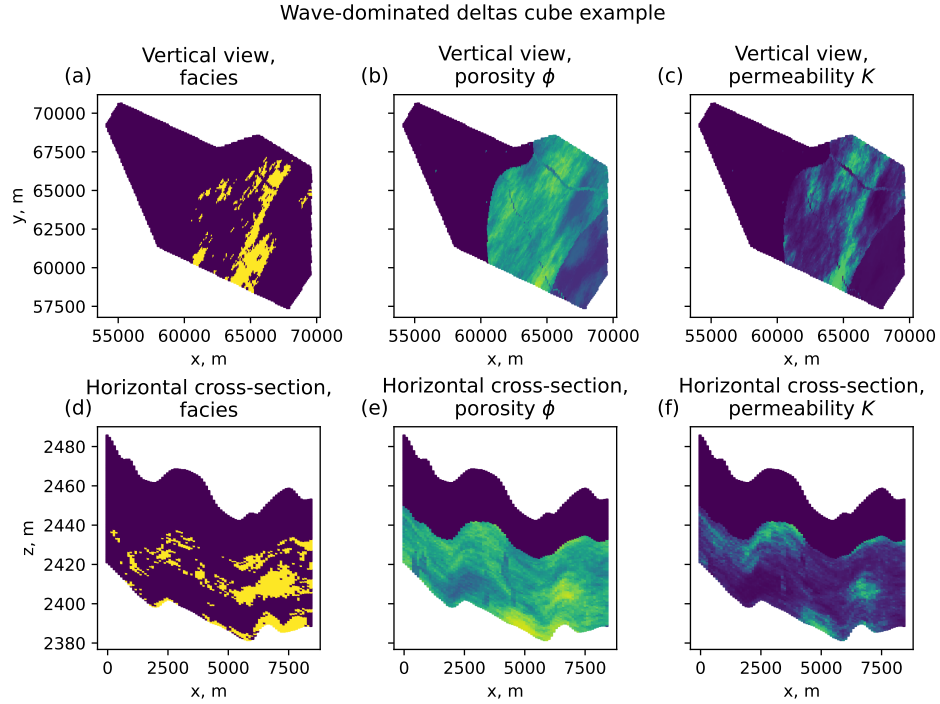 Wave-dominated deltas cube example
(a)
Vertical view,
facies
(b)
Vertical view,
porosity ϕ
(c)
Vertical view,
permeability K
70000
67500
65000
62500
60000
57500
y, m
55000 60000 65000 70000
55000 60000 65000 70000
55000 60000 65000 70000
x, m
x, m
x, m
(d)
Horizontal cross-section,
facies
(e)
Horizontal cross-section,
porosity ϕ
(f)
Horizontal cross-section,
permeability K
2480
2460
2440
2420
2400
2380
z, m
0 2500 5000 7500
0 2500 5000 7500
0 2500 5000 7500
x, m
x, m
x, m